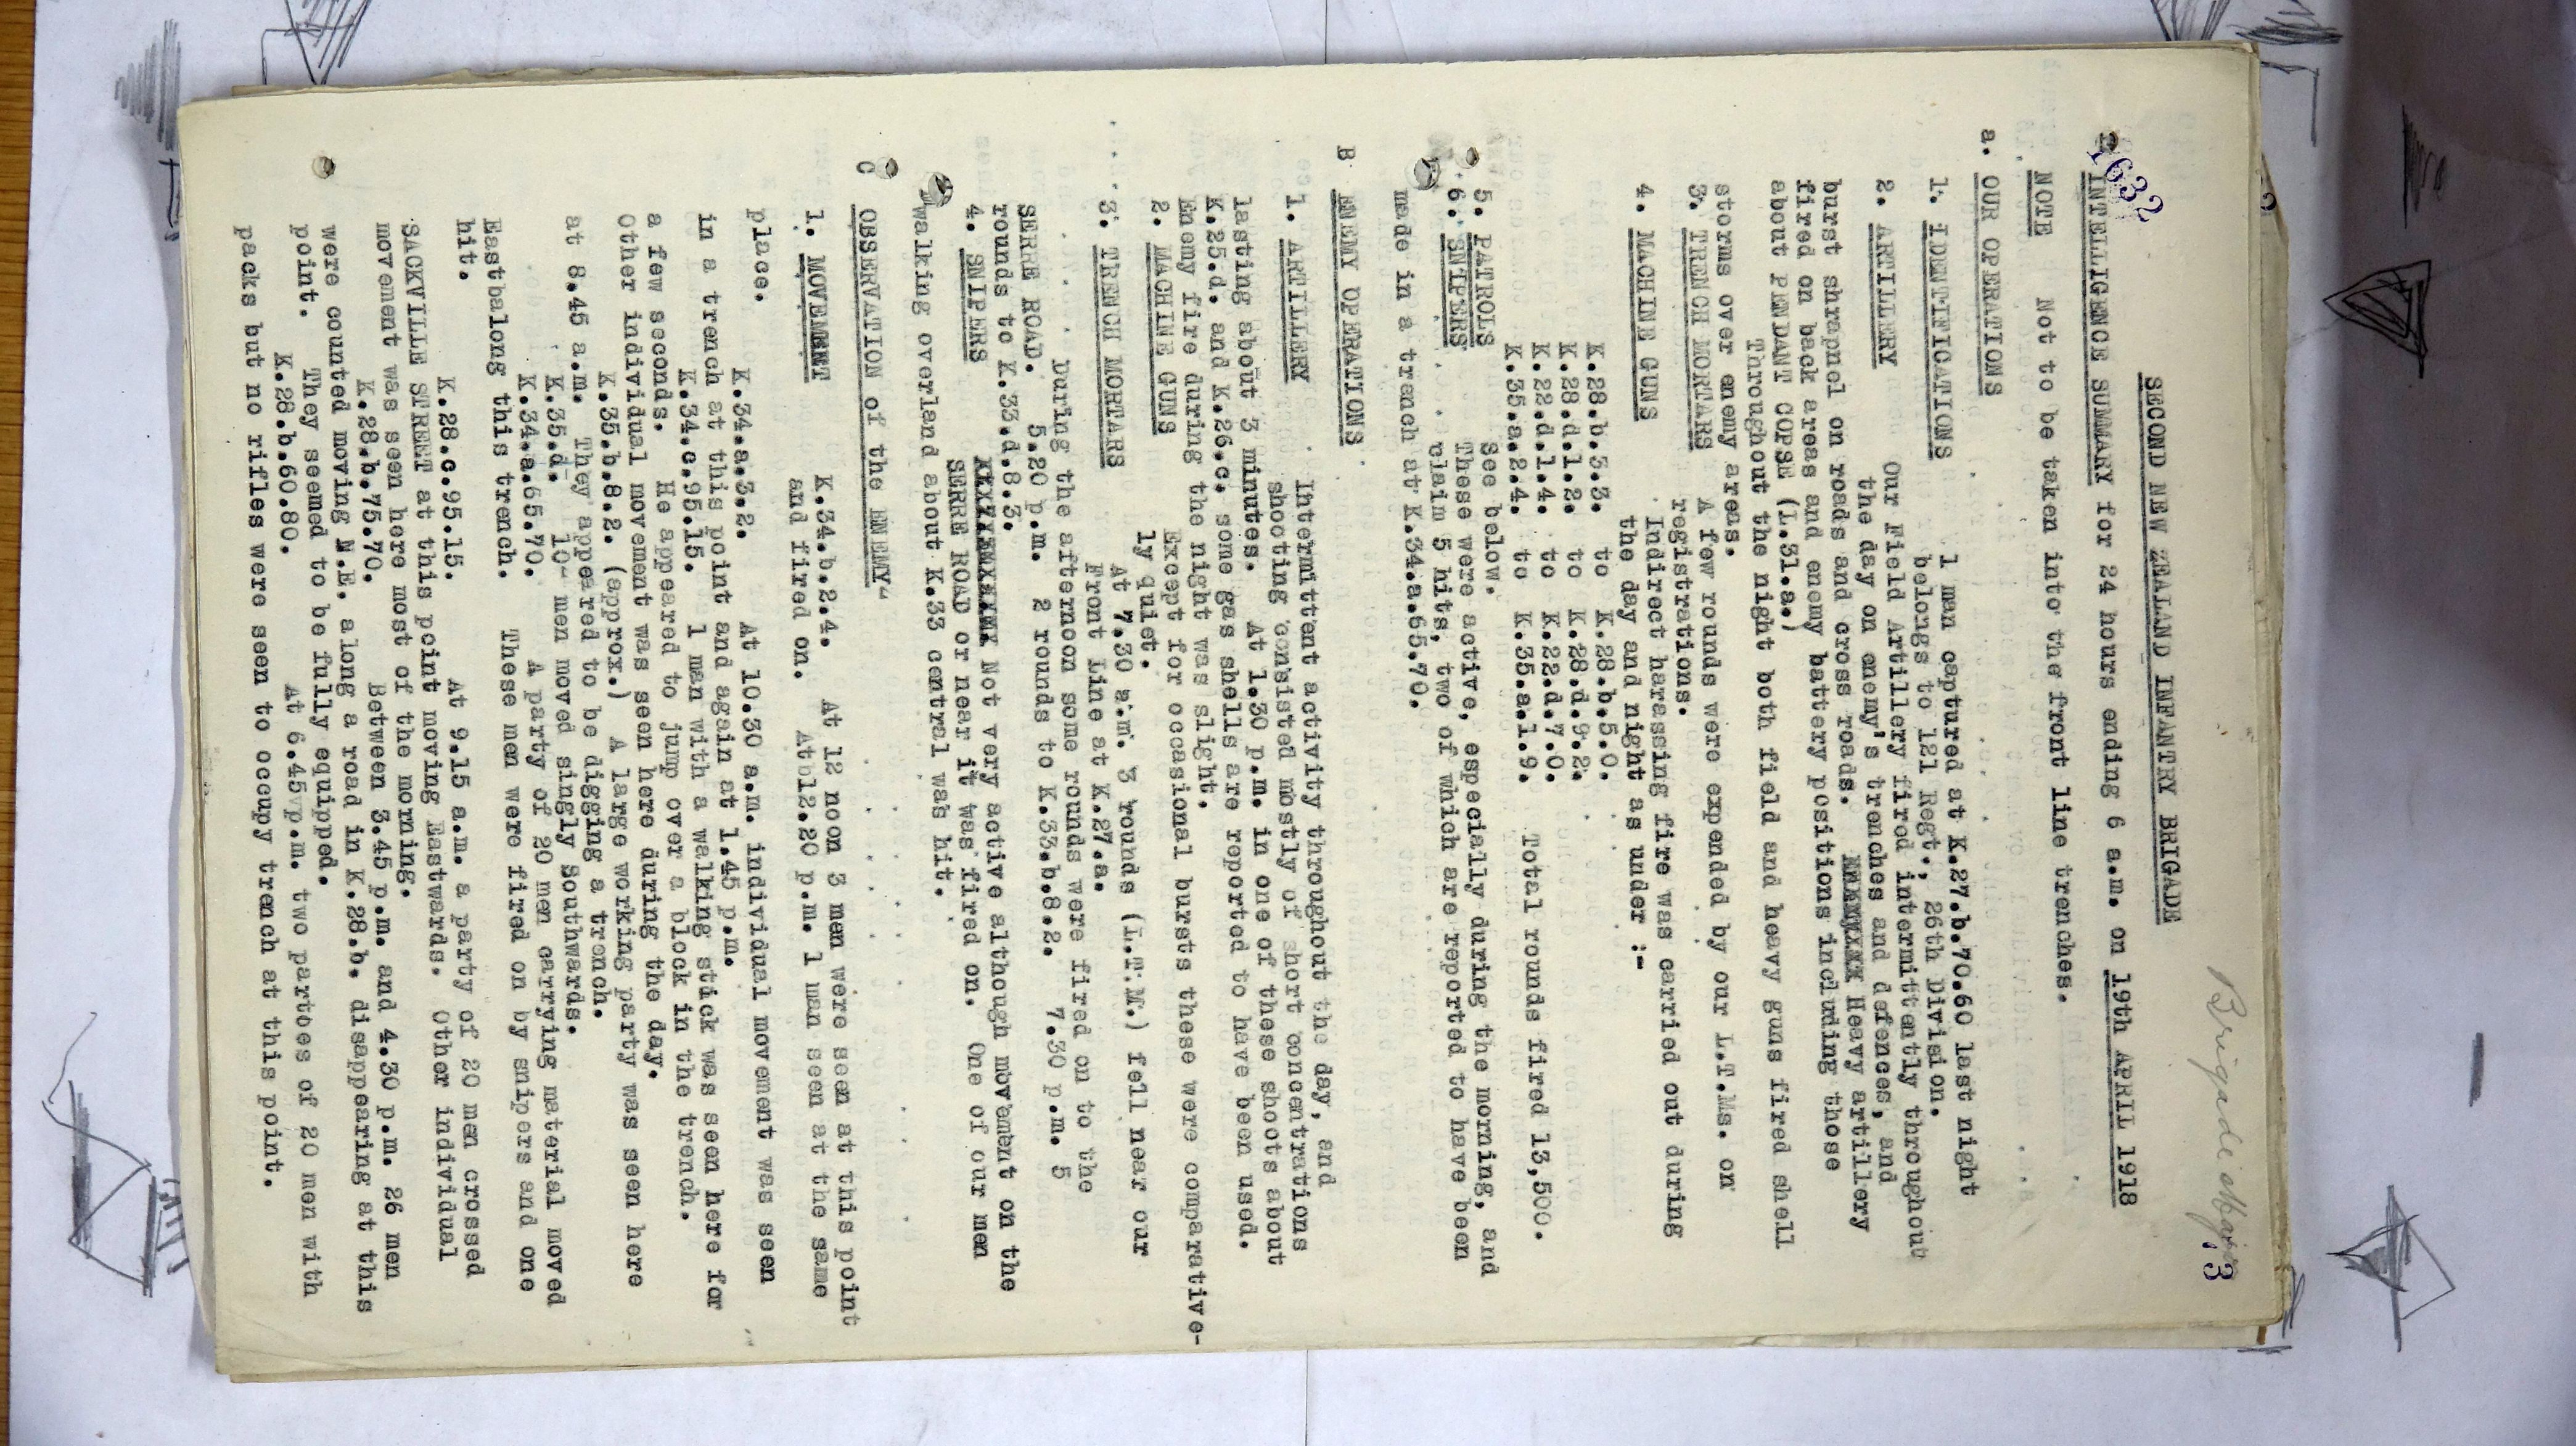 Brigade Major
13
1632
SECOND NEW ZEALAND INFANTRY BRIGADE
INTELLIGENCE SUMMARY for 24 hours ending 6 a.m. on 19th APRIL 1918
NOTE Not to be taken into the front line trenches.
a. OUR OPERATIONS
1. IDENTIFICATIONS 1 man captured at K.27.b.70.60 last night
belongs to 121 Regt., 26th Division.
2. ARTILLERY Our Field Artillery fired intermittently throughout
the day on enemy's trenches and defences, and
burst shrapnel on roads and cross roads. Heavy artillery
fired on back areas and enemy battery positions including those
about PENDANT COPSE (L.31.a.)
Throughout the night both field and heavy guns fired shell
storms over enemy areas.
3. TRENCH MORTARS A few rounds were expended by our L.T.Ms. on
registrations.
4. MACHINE GUNS Indirect harassing fire was carried out during
the day and night as under :-
K.28.b.3.3. to K.28.b.5.0.
K.28.d.1.2. to K.28.d.9.2.
K.22.d.1.4. to K.22.d.7.0.
K.35.a.2.4. to K.35.a.1.9. Total rounds fired 13,500.
5. PATROLS See below.
6. SNIPERS These were active, especially during the morning, and
claim 5 hits, two of which are reported to have been
made in a trench at K.34.a.65.70.
B ENEMY OPERATIONS
1. ARTILLERY Intermittent activity throughout the day, and
shooting consisted mostly of short concentrations
lasting about 3 minutes. At 1.30 p.m. in one of these shoots about
K.25.d. and K.26.c. some gas shells are reported to have been used.
Enemy fire during the night was slight.
2. MACHINE GUNS Except for occasional bursts these were comparative-
ly quiet.
3. TRENCH MORTARS At 7.30 a.m. 3 rounds (L.T.M.) fell near our
Front Line at K.27.a.
During the afternoon some rounds were fired on to the
SERRE ROAD. 5.20 p.m. 2 rounds to K.33.b.8.2. 7.30 p.m. 5
rounds to K.33.d.8.3.
4. SNIPERS Not very active although movement on the
SERRE ROAD or near it was fired on. One of our men
walking overland about K.33 central was hit.
C OBSERVATION of the ENEMY
1. MOVEMENT K.34.b.2.4. At 12 noon 3 men were seen at this point
and fired on. Atbl2.20 p.m. 1 man seen at the same
place.
K.34.a.3.2. At 10.30 a.m. individual movement was seen
in a trench at this point and again at 1.45 p.m.
K.34.c.95.15. 1 man with a walking stick was seen here for
a few seconds. He appeared to jump over a block in the trench.
Other individual movement was seen here during the day.
K.35.b.8.2. (approx.) A large working party was seen here
at 8.45 a.m. They appeared to be digging a trench.
K.35.d. 10- men moved singly Southwards.
K.34.a.65.70. A party of 20 men carrying material moved
Eastbalong this trench. These men were fired on by snipers and one
hit.
K.28.c.95.15. At 9.15 a.m. a party of 20 men crossed
SACKVILLE STREET at this point moving Eastwards. Other individual
movement was seen here most of the morning.
K.28.b.75.70. Between 3.45 p.m. and 4.30 p.m. 26 men
were counted moving N.E. along a road in K.28.b. disappearing at this
point. They seemed to be fully equipped.
K.28.b.60.80. At 6.45 p.m. two partoes of 20 men with
packs but no rifles were seen to occupy trench at this point.